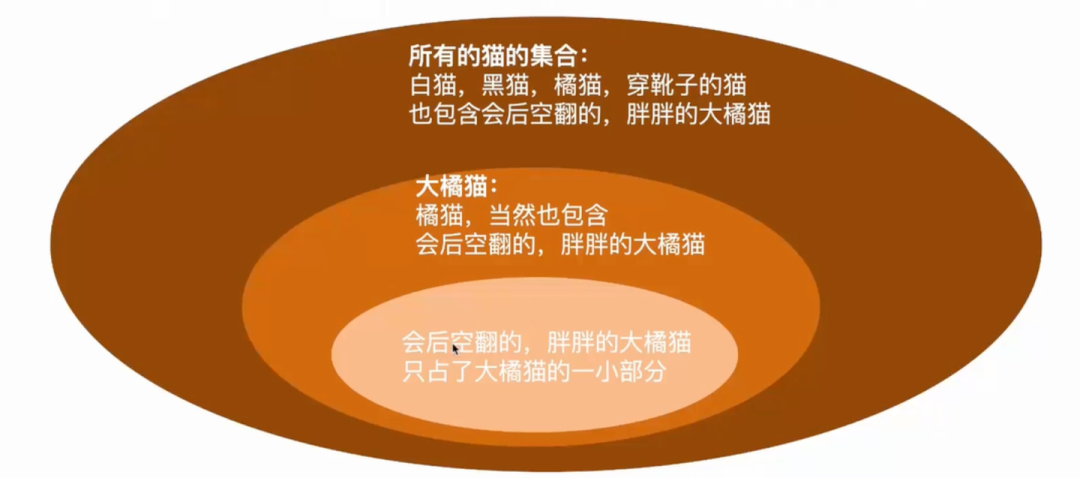 所有的猫的集合：
白猫，黑猫，橘猫，穿靴子的猫
也包含会后空翻的，胖胖的大橘猫
大橘猫：
橘猫，当然也包含
会后空翻的，胖胖的大橘猫
会后空翻的，胖胖的大橘猫
只占了大橘猫的一小部分